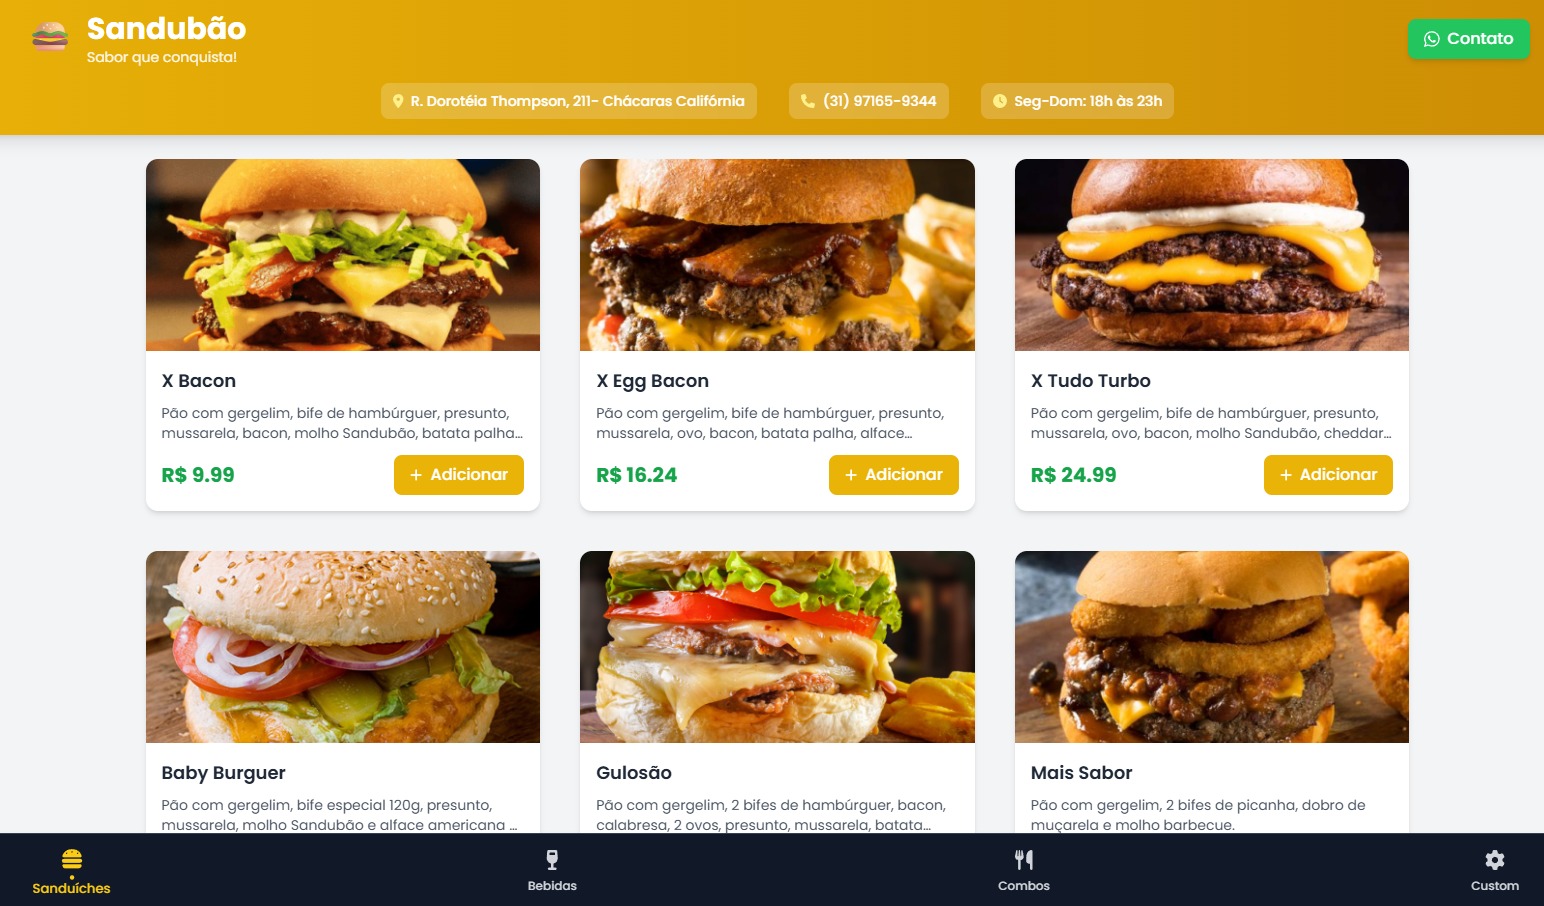 Sandubão
Sabor que conquista!
Contato
R. Dorotéia Thompson, 211- Chácaras Califórnia
(31) 97165-9344
Seg-Dom: 18h às 23h
X Bacon
Pão com gergelim, bife de hambúrguer, presunto,
mussarela, bacon, molho Sandubão, batata palha…
R$ 9.99
+ Adicionar
X Egg Bacon
Pão com gergelim, bife de hambúrguer, presunto,
mussarela, ovo, bacon, batata palha, alface…
R$ 16.24
+ Adicionar
X Tudo Turbo
Pão com gergelim, bife de hambúrguer, presunto,
mussarela, ovo, bacon, molho Sandubão, cheddar…
R$ 24.99
+ Adicionar
Baby Burguer
Pão com gergelim, bife especial 120g, presunto,
mussarela, molho Sandubão e alface americana …
Gulosão
Pão com gergelim, 2 bifes de hambúrguer, bacon,
calabresa, 2 ovos, presunto, mussarela, batata…
Mais Sabor
Pão com gergelim, 2 bifes de picanha, dobro de
muçarela e molho barbecue.
Sanduíches
Bebidas
Combos
Custom